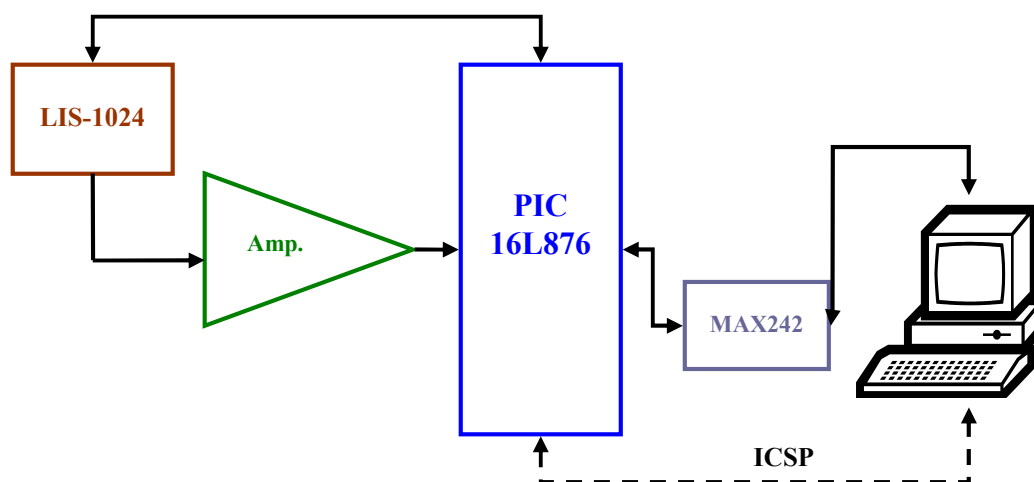 LIS-1024
Amp.
PIC
16L876
MAX242
ICSP